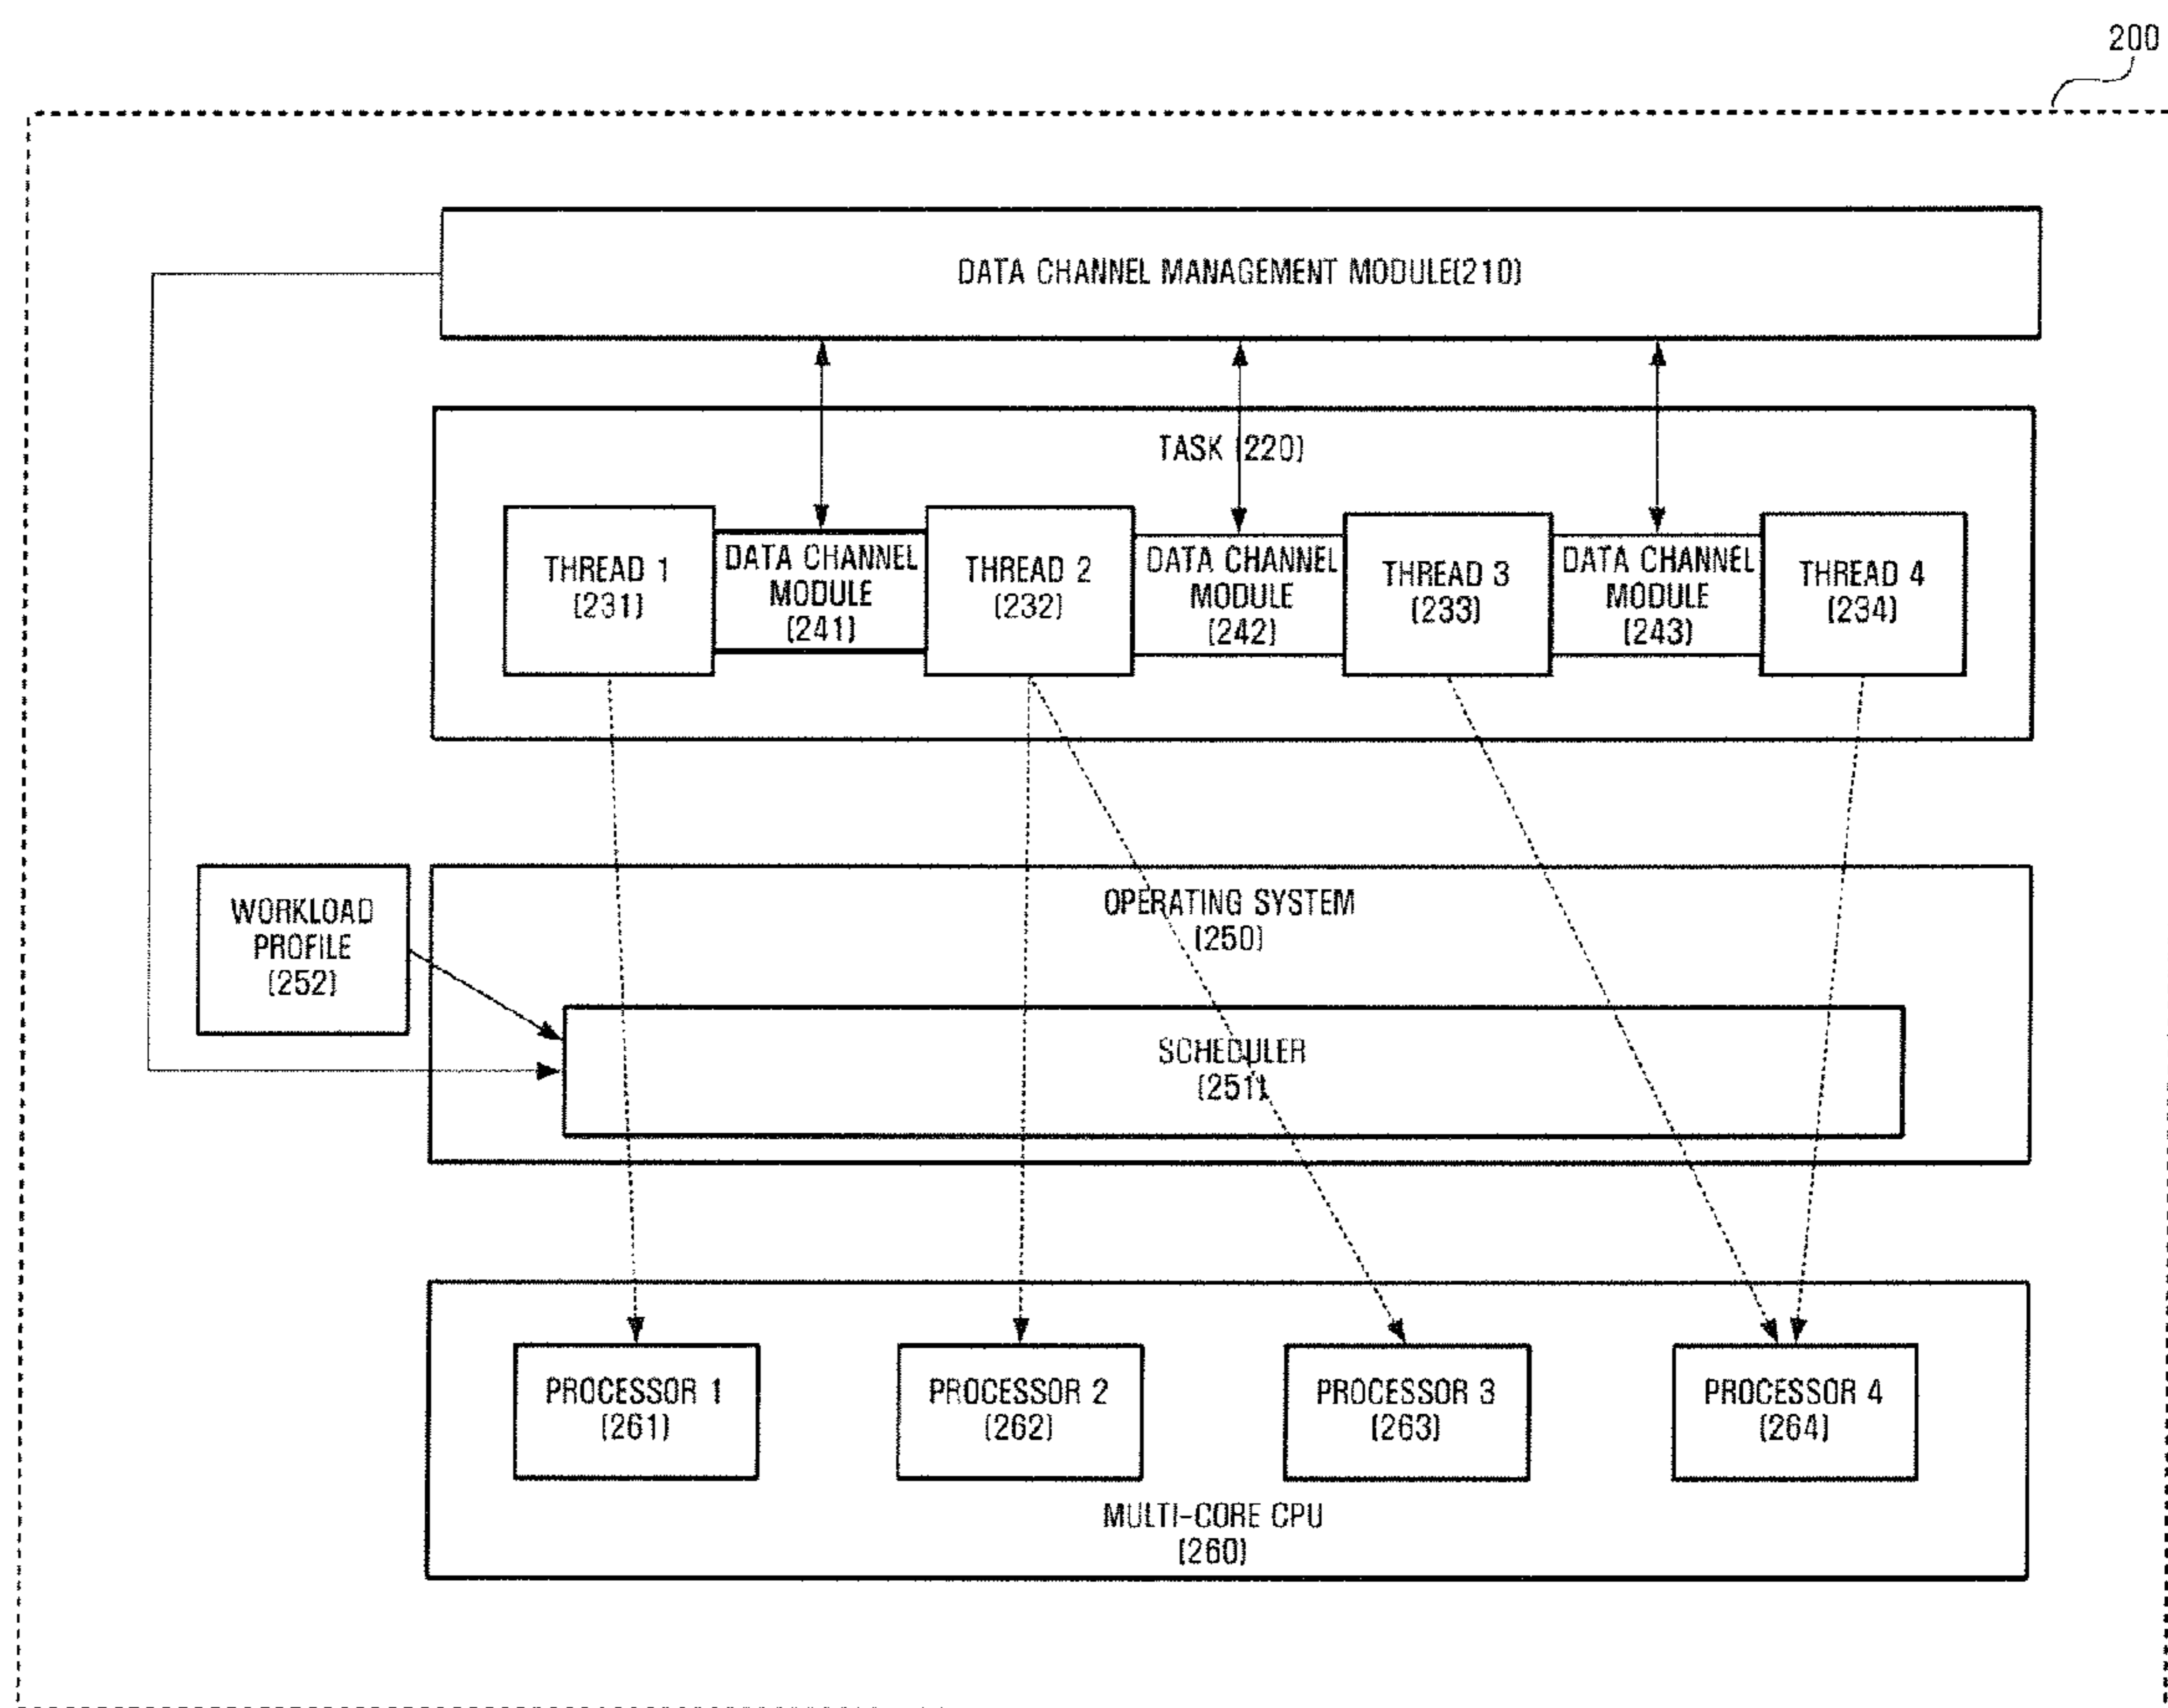 200
DATA CHANNEL MANAGEMENT MODULE(210)
TASK (220)
THREAD 1
(231)
DATA CHANNEL
MODULE
(241)
THREAD 2
(232)
DATA CHANNEL
MODULE
(242)
THREAD 3
(233)
DATA CHANNEL
MODULE
(243)
THREAD 4
(234)
WORKLOAD
PROFILE
(252)
OPERATING SYSTEM
(250)
SCHEDULER
(251)
PROCESSOR 1
(261)
PROCESSOR 2
(262)
PROCESSOR 3
(263)
PROCESSOR 4
(264)
MULTI-CORE CPU
(260)